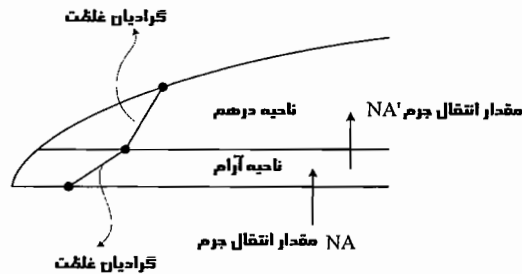 گرادیان غلظت
ناحیه درهم
NA' مقدار انتقال جرم
ناحیه آرام
مقدار انتقال جرم NA
گرادیان غلظت